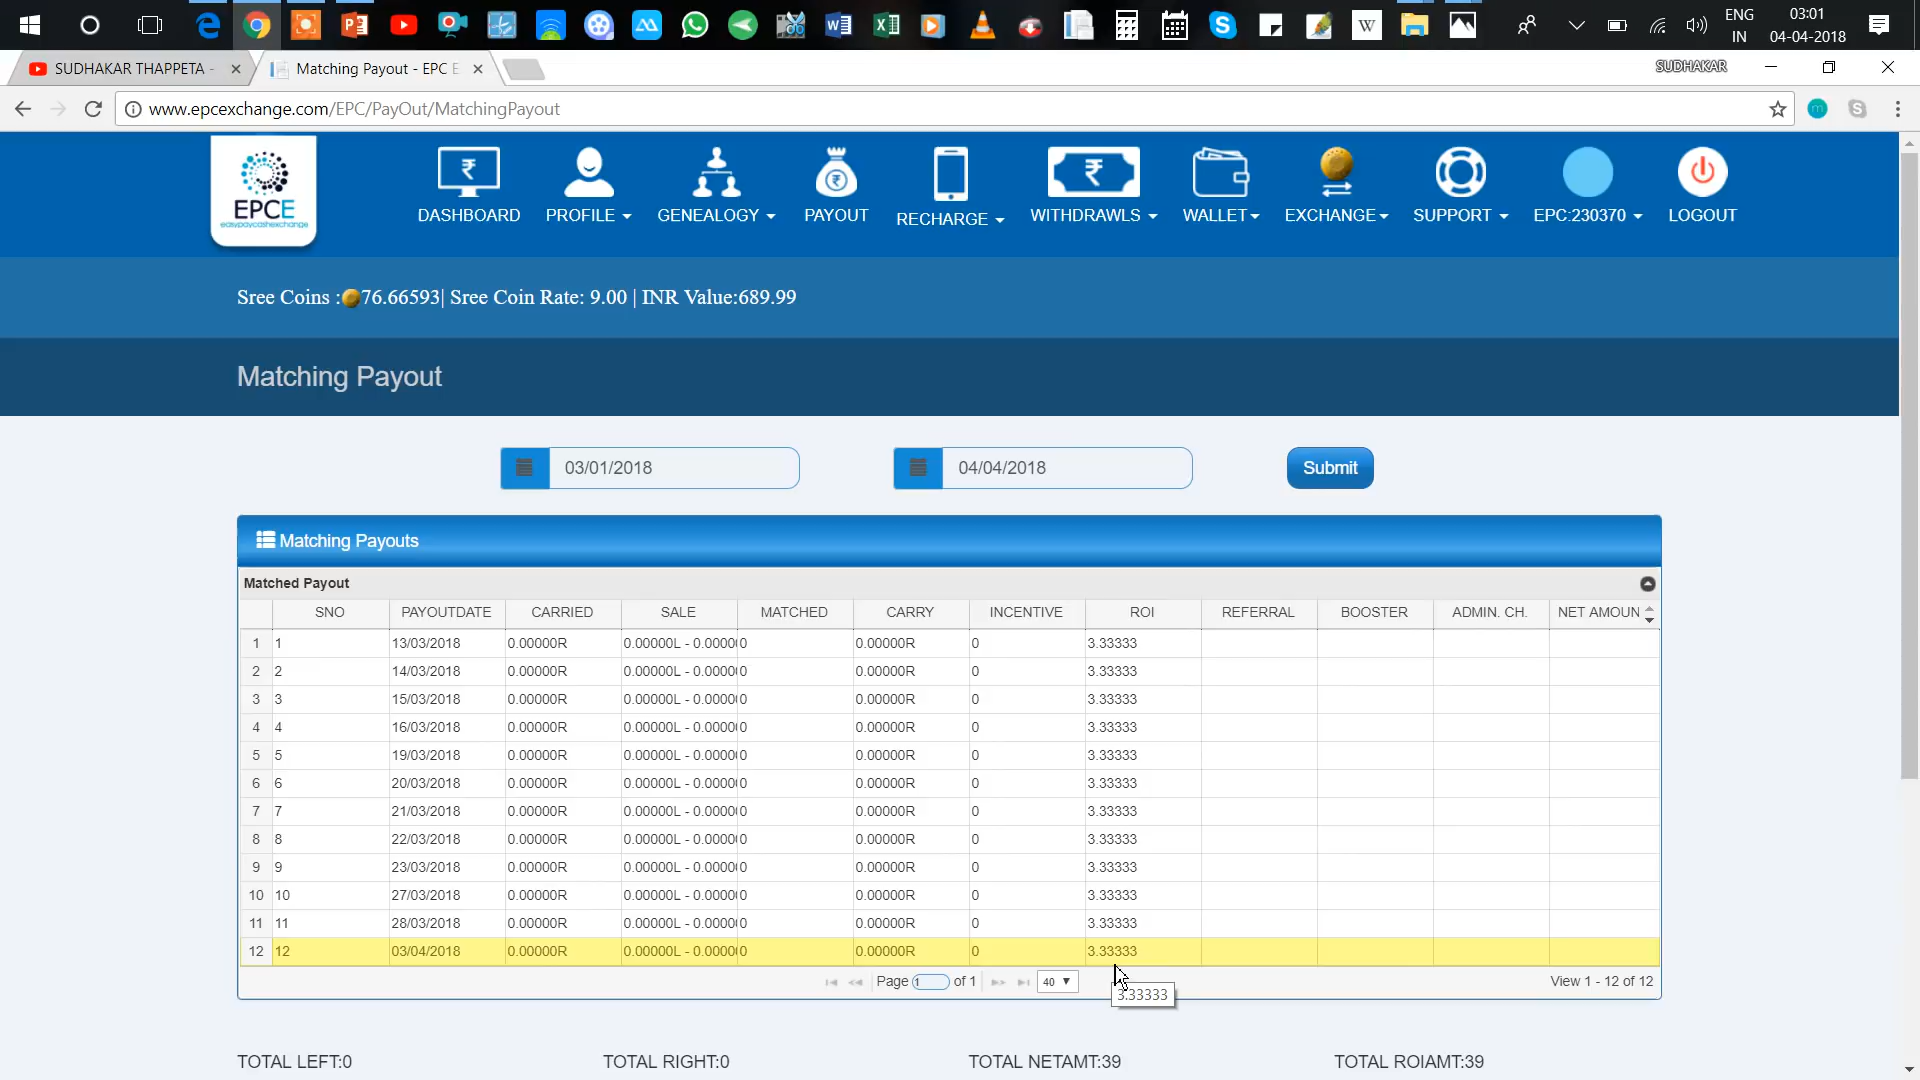 ENG
IN
03:01
04-04-2018
SUDHAKAR THAPPETA -
Matching Payout - EPC E
SUDHAKAR
www.epcexchange.com/EPC/PayOut/MatchingPayout
EPCE
easypaycashexchange
DASHBOARD PROFILE GENEALOGY PAYOUT RECHARGE WITHDRAWLS WALLET EXCHANGE SUPPORT EPC:230370 LOGOUT
Sree Coins : 76.66593| Sree Coin Rate: 9.00 | INR Value:689.99
Matching Payout
03/01/2018 04/04/2018 Submit
Matching Payouts
Matched Payout
SNO PAYOUTDATE CARRIED SALE MATCHED CARRY INCENTIVE ROI REFERRAL BOOSTER ADMIN. CH. NET AMOUN
1 1 13/03/2018 0.00000R 0.00000L - 0.0000 0 0.00000R 0 3.33333
2 2 14/03/2018 0.00000R 0.00000L - 0.0000 0 0.00000R 0 3.33333
3 3 15/03/2018 0.00000R 0.00000L - 0.0000 0 0.00000R 0 3.33333
4 4 16/03/2018 0.00000R 0.00000L - 0.0000 0 0.00000R 0 3.33333
5 5 19/03/2018 0.00000R 0.00000L - 0.0000 0 0.00000R 0 3.33333
6 6 20/03/2018 0.00000R 0.00000L - 0.0000 0 0.00000R 0 3.33333
7 7 21/03/2018 0.00000R 0.00000L - 0.0000 0 0.00000R 0 3.33333
8 8 22/03/2018 0.00000R 0.00000L - 0.0000 0 0.00000R 0 3.33333
9 9 23/03/2018 0.00000R 0.00000L - 0.0000 0 0.00000R 0 3.33333
10 10 27/03/2018 0.00000R 0.00000L - 0.0000 0 0.00000R 0 3.33333
11 11 28/03/2018 0.00000R 0.00000L - 0.0000 0 0.00000R 0 3.33333
12 12 03/04/2018 0.00000R 0.00000L - 0.0000 0 0.00000R 0 3.33333
Page 1 of 1 40 View 1 - 12 of 12
3.33333
TOTAL LEFT:0 TOTAL RIGHT:0 TOTAL NETAMT:39 TOTAL ROIAMT:39